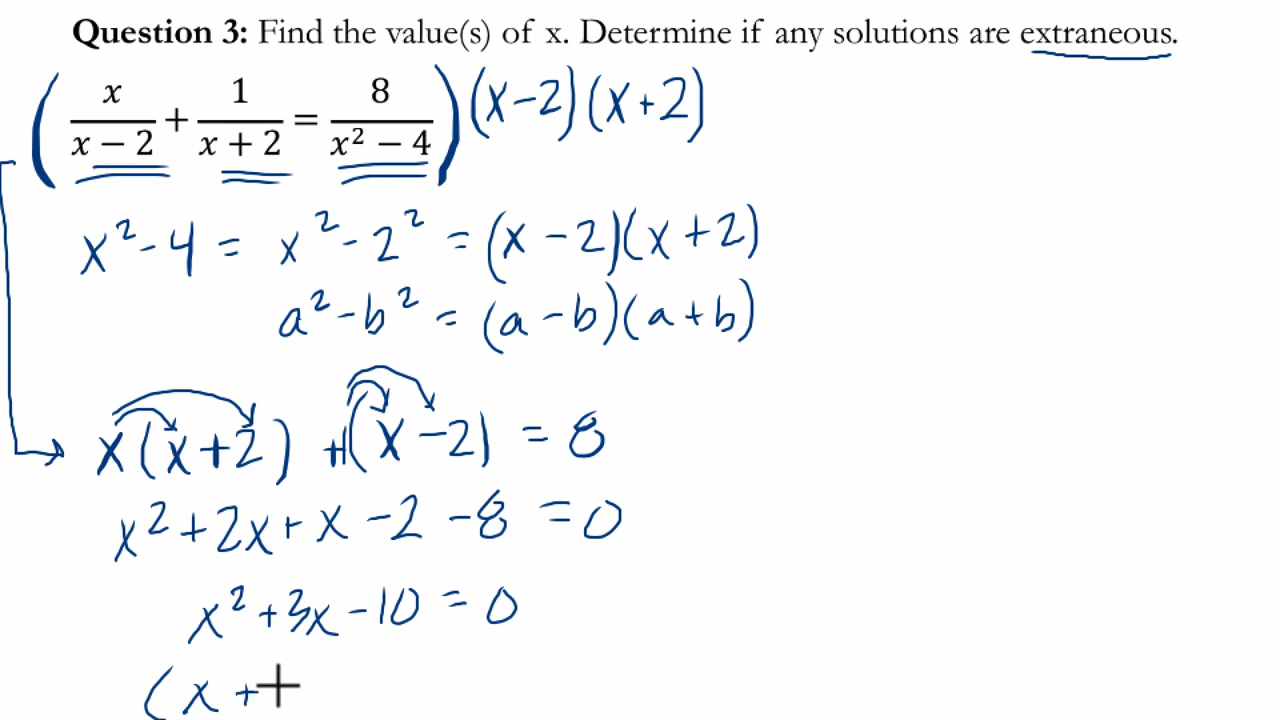 Question 3: Find the value(s) of x. Determine if any solutions are extraneous.
( x/(x − 2) + 1/(x + 2) = 8/(x² − 4) ) (x-2)(x+2)
x² - 4 = x² - 2² = (x - 2)(x + 2)
a² - b² = (a - b)(a + b)
x(x+2) +1(x - 2) = 8
x² + 2x + x - 2 - 8 = 0
x² + 3x - 10 = 0
(x +